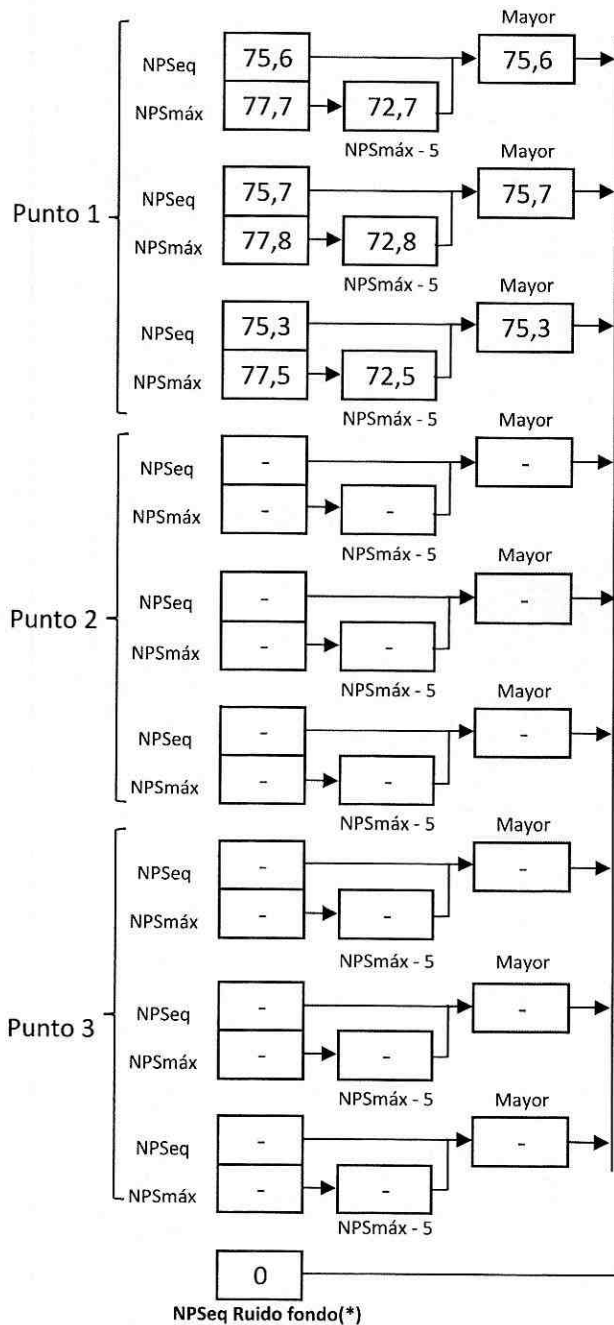 Mayor
NPSeq 75,6 75,6
NPSmáx 77,7 72,7
NPSmáx - 5
Mayor
Punto 1
NPSeq 75,7 75,7
NPSmáx 77,8 72,8
NPSmáx - 5
Mayor
NPSeq 75,3 75,3
NPSmáx 77,5 72,5
NPSmáx - 5
Mayor
NPSeq - -
NPSmáx - -
NPSmáx - 5
Mayor
Punto 2
NPSeq - -
NPSmáx - -
NPSmáx - 5
Mayor
NPSeq - -
NPSmáx - -
NPSmáx - 5
Mayor
NPSeq - -
NPSmáx - -
NPSmáx - 5
Mayor
Punto 3
NPSeq - -
NPSmáx - -
NPSmáx - 5
Mayor
NPSeq - -
NPSmáx - -
NPSmáx - 5
0
NPSeq Ruido fondo(*)